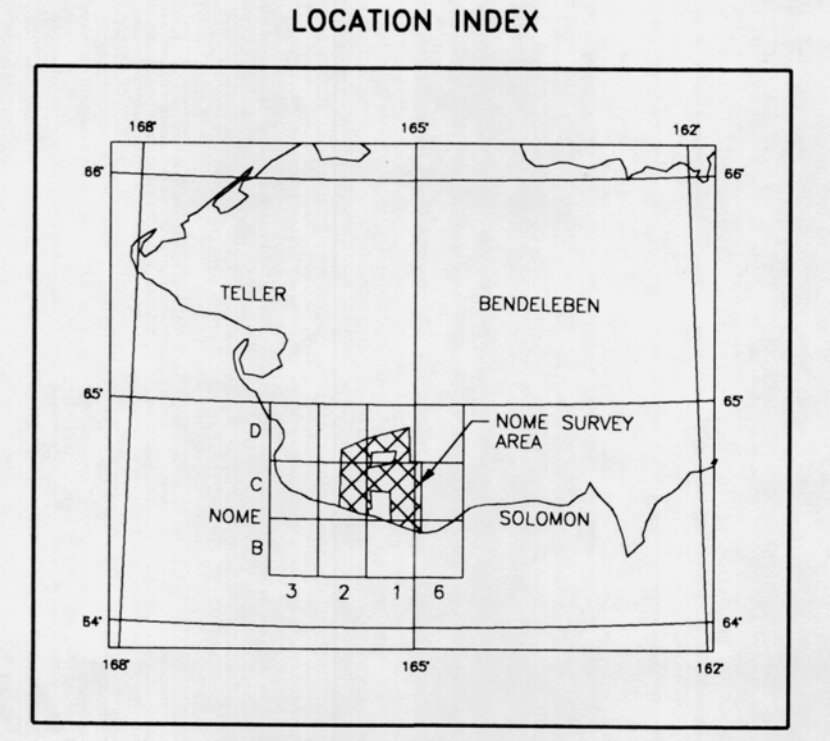 LOCATION INDEX
168° 165° 162°
66° 66°
TELLER
BENDELEBEN
65° 65°
D
NOME SURVEY
AREA
C
NOME
SOLOMON
B
3 2 1 6
64° 64°
168° 165° 162°